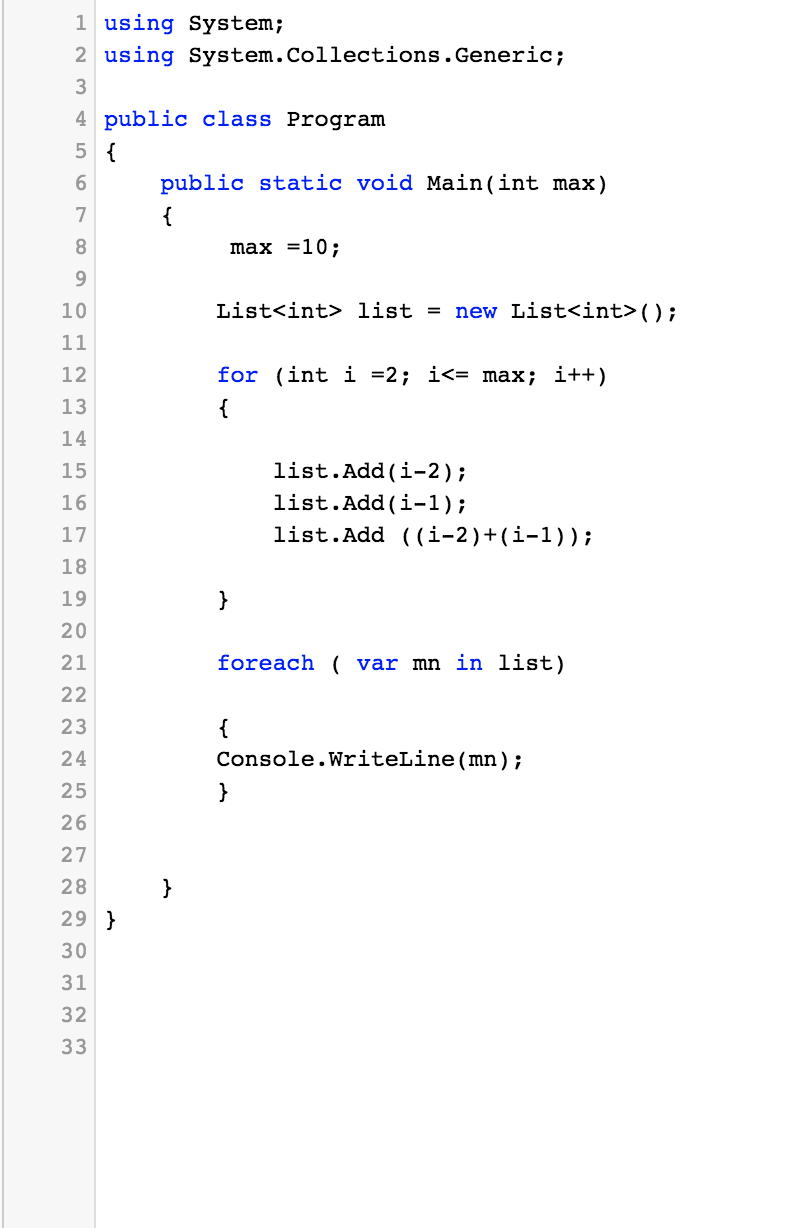 1 using System;
2 using System.Collections.Generic;
3
4 public class Program
5 {
6     public static void Main(int max)
7     {
8          max =10;
9
10         List<int> list = new List<int>();
11
12         for (int i =2; i<= max; i++)
13         {
14
15             list.Add(i-2);
16             list.Add(i-1);
17             list.Add ((i-2)+(i-1));
18
19         }
20
21         foreach ( var mn in list)
22
23         {
24         Console.WriteLine(mn);
25         }
26
27
28     }
29 }
30
31
32
33